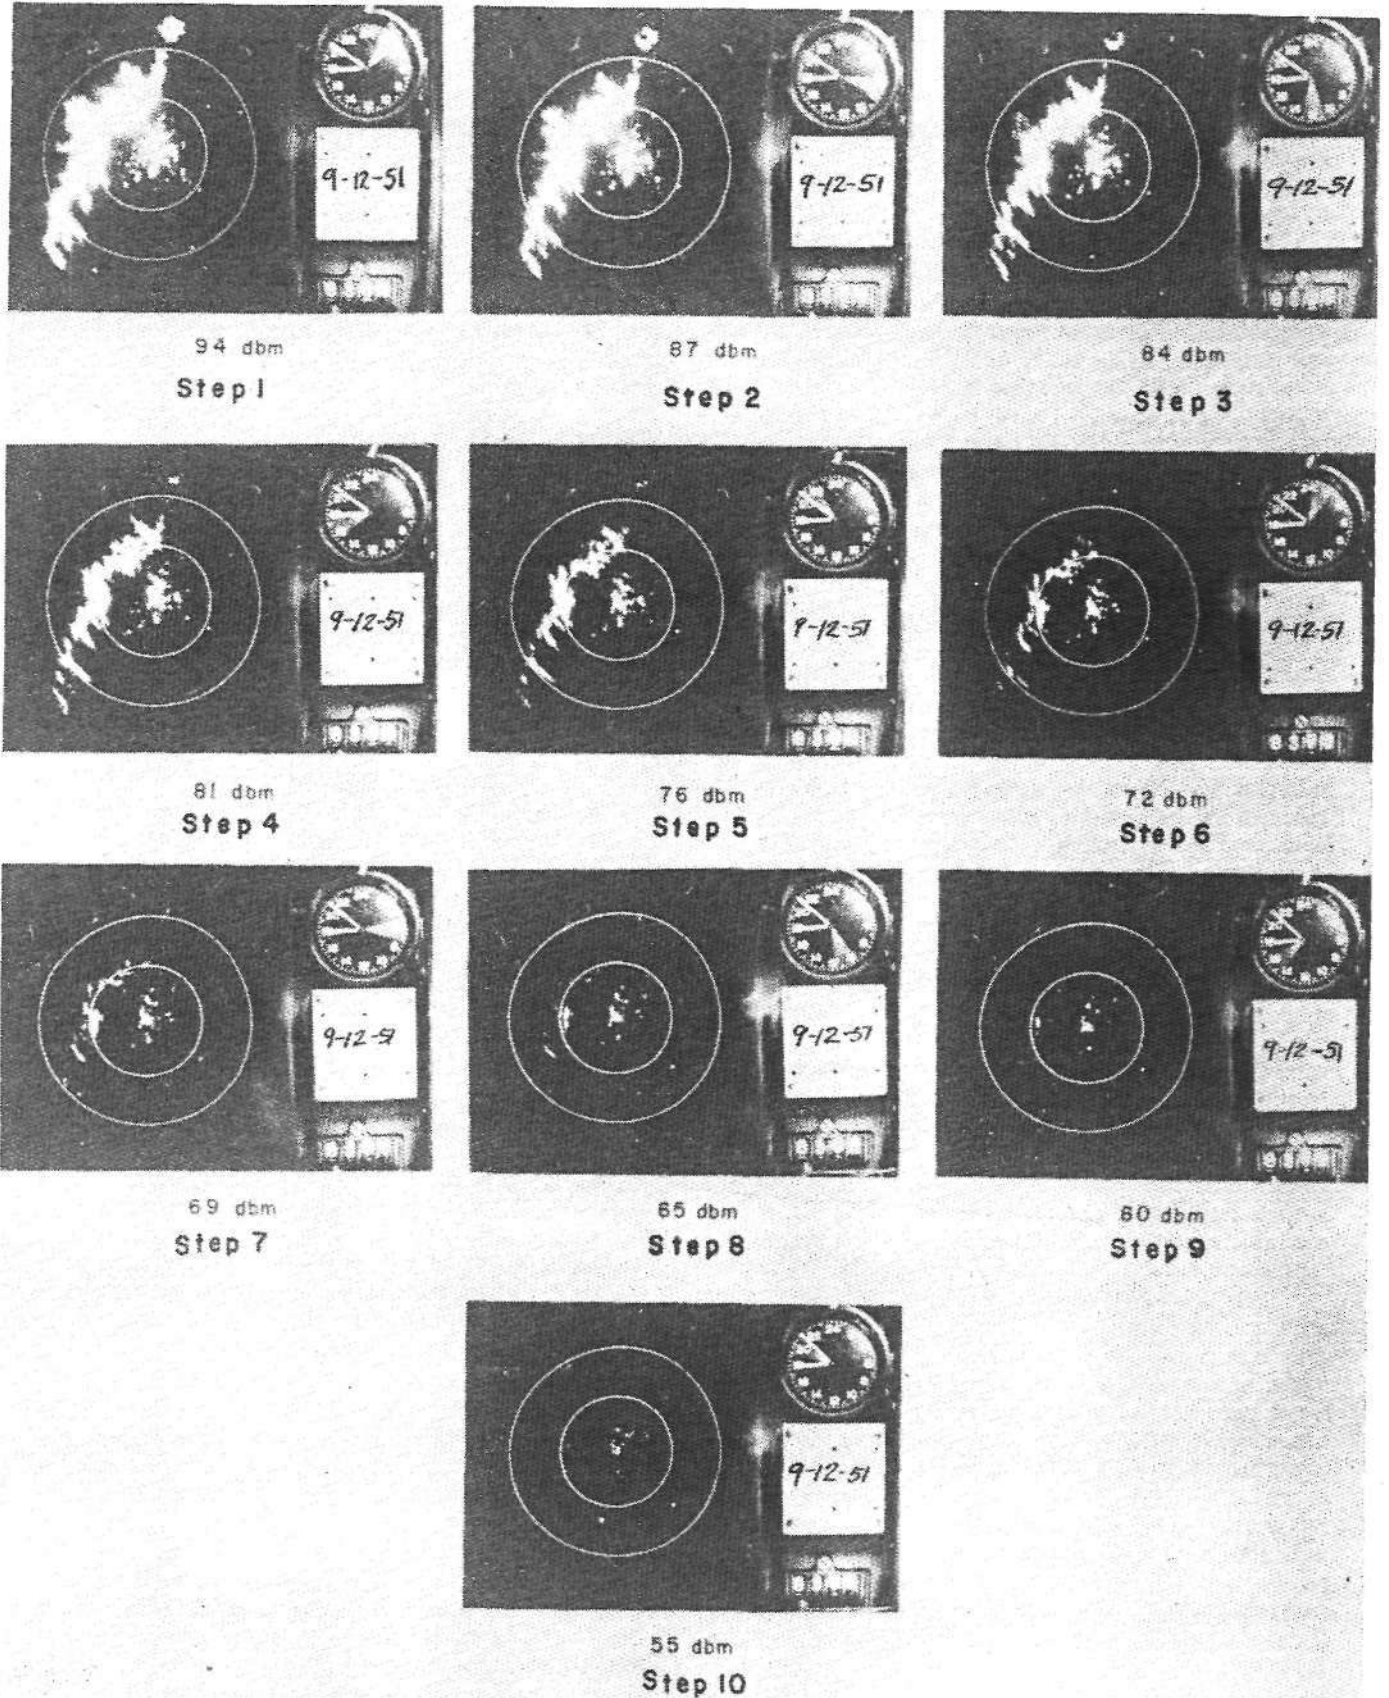 9-12-51
9-12-51
9-12-51
94 dbm
87 dbm
84 dbm
Step 1
Step 2
Step 3
9-12-51
9-12-51
9-12-51
81 dbm
76 dbm
72 dbm
Step 4
Step 5
Step 6
9-12-51
9-12-51
9-12-51
69 dbm
65 dbm
60 dbm
Step 7
Step 8
Step 9
9-12-51
55 dbm
Step 10